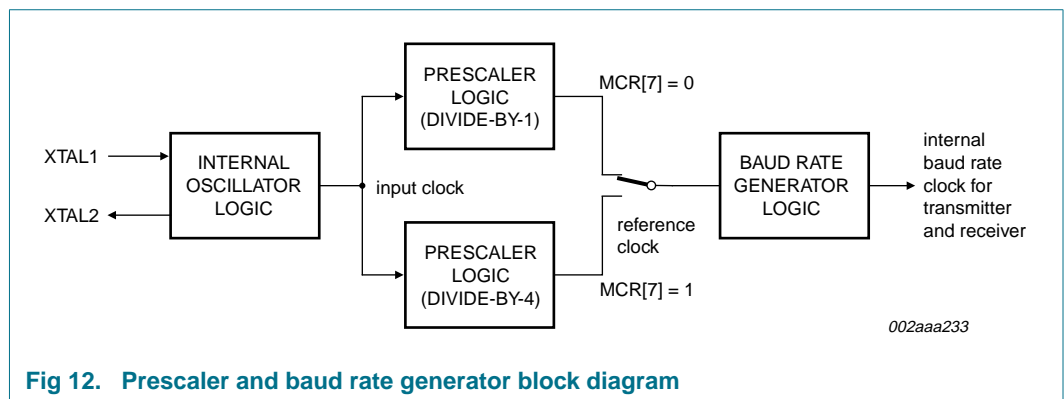 XTAL1
XTAL2
INTERNAL
OSCILLATOR
LOGIC
input clock
PRESCALER
LOGIC
(DIVIDE-BY-1)
PRESCALER
LOGIC
(DIVIDE-BY-4)
MCR[7] = 0
reference
clock
MCR[7] = 1
BAUD RATE
GENERATOR
LOGIC
internal
baud rate
clock for
transmitter
and receiver
002aaa233
Fig 12. Prescaler and baud rate generator block diagram